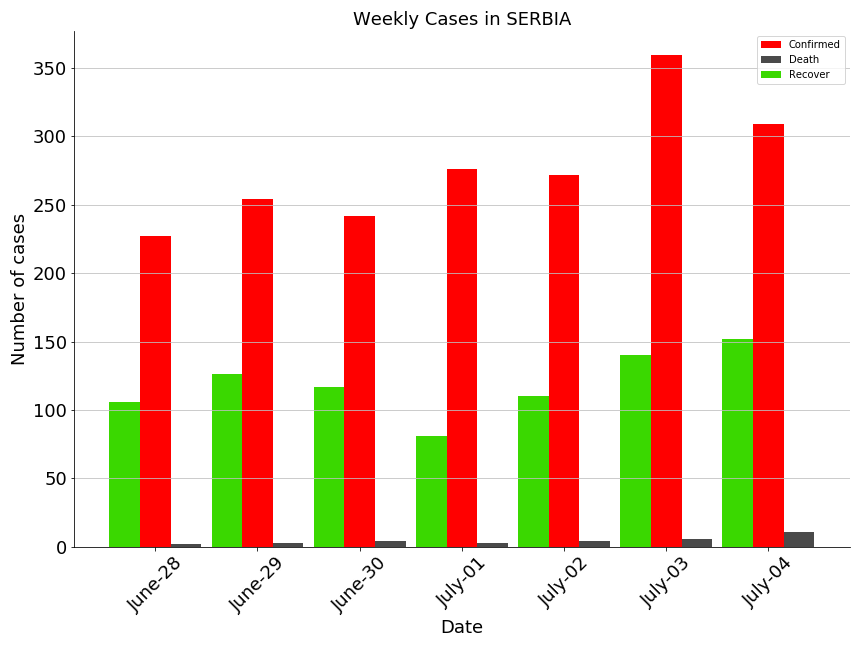 Weekly Cases in SERBIA
Confirmed
Death
Recover
Number of cases
350
300
250
200
150
100
50
0
June-28
June-29
June-30
July-01
July-02
July-03
July-04
Date